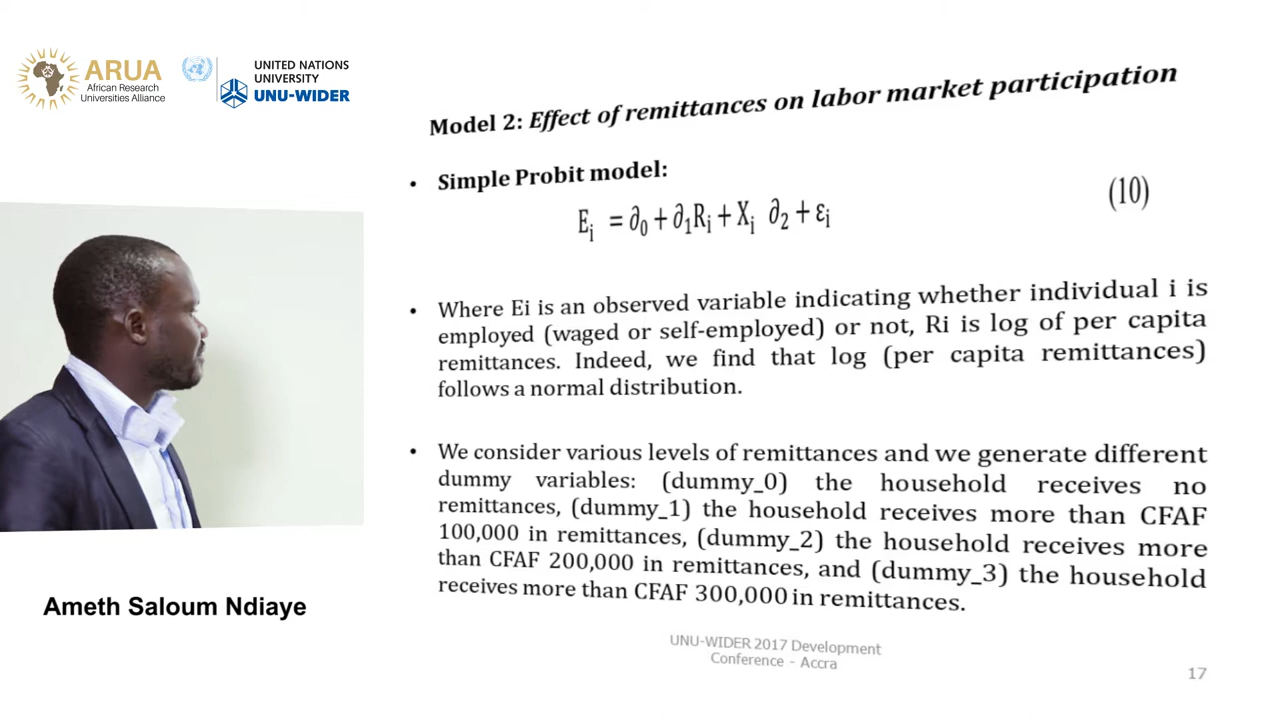 ARUA
African Research
Universities Alliance
UNITED NATIONS
UNIVERSITY
UNU-WIDER
Model 2: Effect of remittances on labor market participation
• Simple Probit model:
E_i = ∂_0 + ∂_1R_i + X_i ∂_2 + ε_i (10)
• Where Ei is an observed variable indicating whether individual i is
employed (waged or self-employed) or not, Ri is log of per capita
remittances. Indeed, we find that log (per capita remittances)
follows a normal distribution.
• We consider various levels of remittances and we generate different
dummy variables: (dummy_0) the household receives no
remittances, (dummy_1) the household receives more than CFAF
100,000 in remittances, (dummy_2) the household receives more
than CFAF 200,000 in remittances, and (dummy_3) the household
receives more than CFAF 300,000 in remittances.
Ameth Saloum Ndiaye
UNU-WIDER 2017 Development
Conference - Accra
17